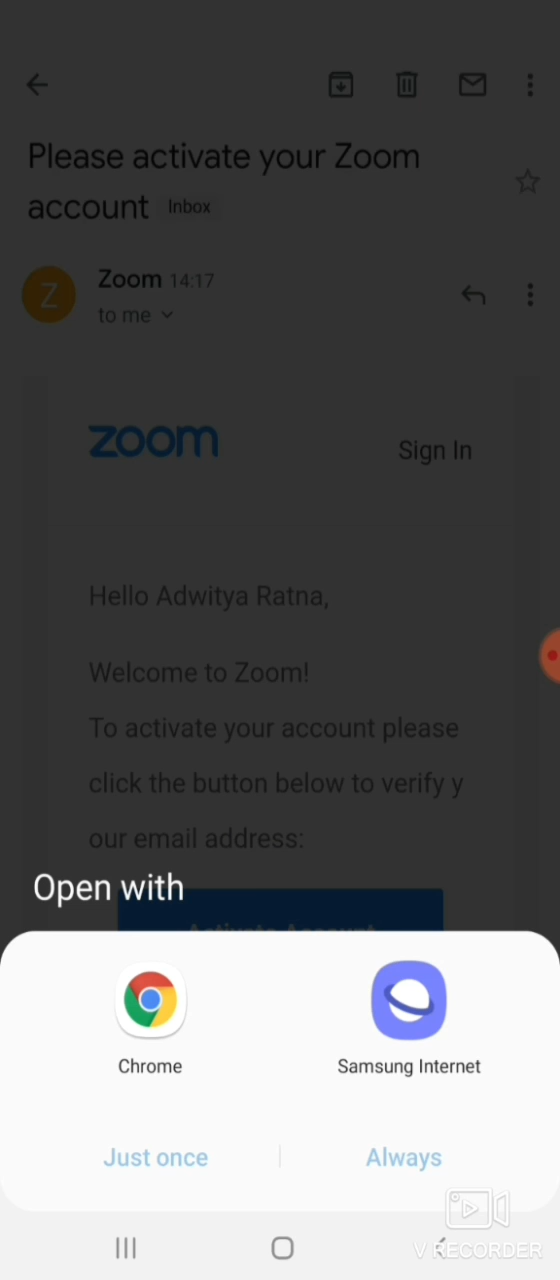 Please activate your Zoom
account Inbox
Z
Zoom 14:17
to me
zoom
Sign In
Hello Adwitya Ratna,
Welcome to Zoom!
To activate your account please
click the button below to verify y
our email address:
Open with
Activate Account
Chrome
Samsung Internet
Just once
Always
V RECORDER